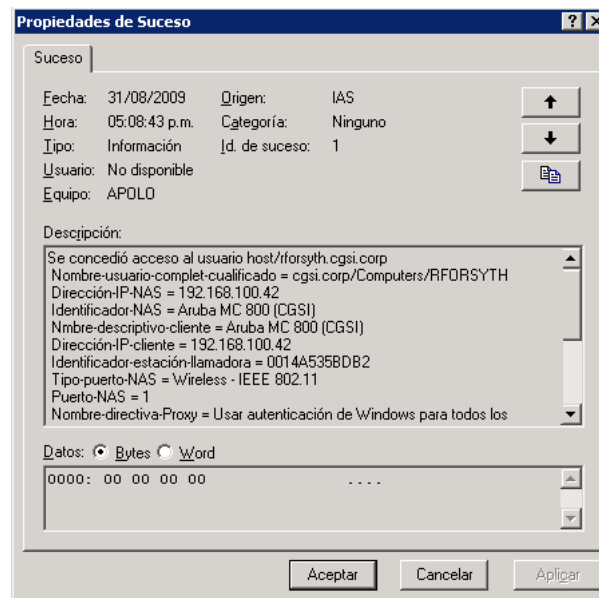 Propiedades de Suceso
Suceso
Fecha: 31/08/2009 Origen: IAS
Hora: 05:08:43 p.m. Categoría: Ninguno
Tipo: Información Id. de suceso: 1
Usuario: No disponible
Equipo: APOLO
Descripción:
Se concedió acceso al usuario host/rforsyth.cgsi.corp
Nombre-usuario-complet-cualificado = cgsi.corp/Computers/RFORSYTH
Dirección-IP-NAS = 192.168.100.42
Identificador-NAS = Aruba MC 800 (CGSI)
Nmbre-descriptivo-cliente = Aruba MC 800 (CGSI)
Dirección-IP-cliente = 192.168.100.42
Identificador-estación-llamadora = 0014A535BDB2
Tipo-puerto-NAS = Wireless - IEEE 802.11
Puerto-NAS = 1
Nombre-directiva-Proxy = Usar autenticación de Windows para todos los
Datos: Bytes Word
0000: 00 00 00 00 ....
Aceptar Cancelar Aplicar